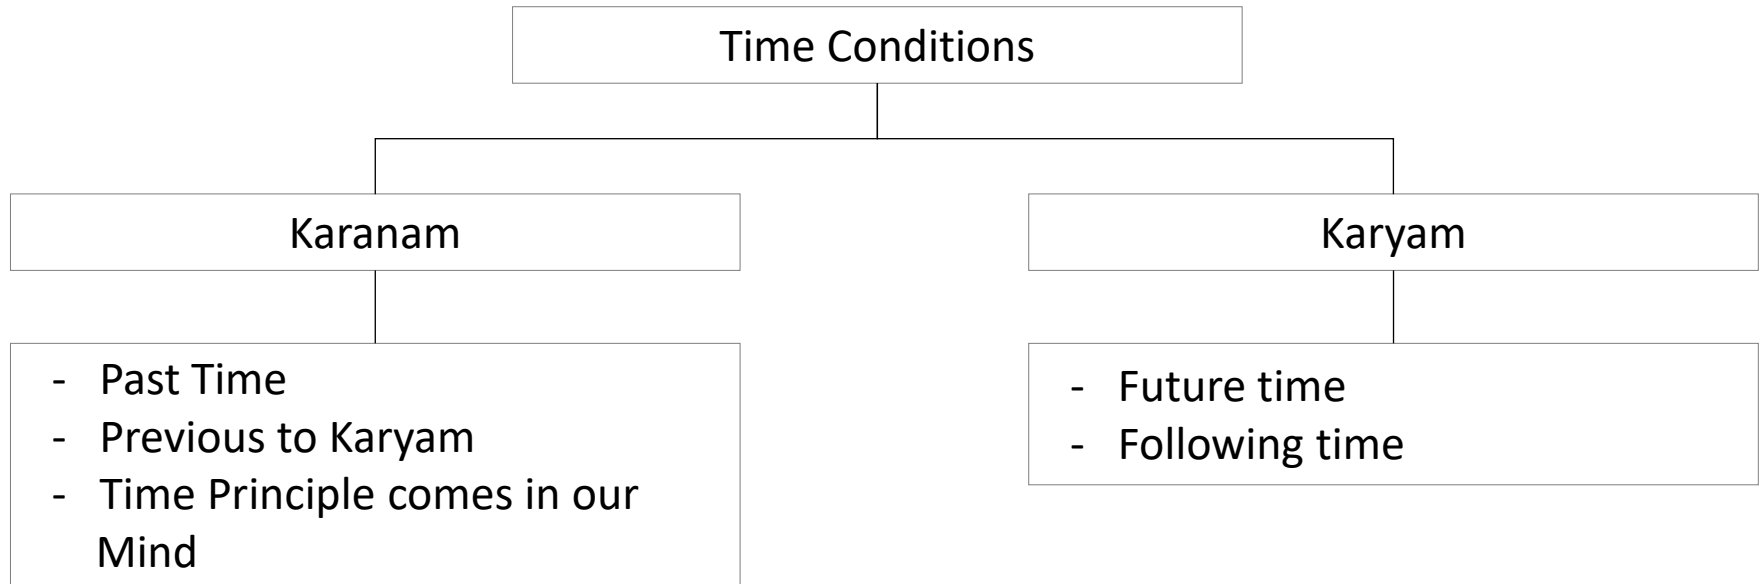 Time Conditions
Karanam
Karyam
- Past Time
- Previous to Karyam
- Time Principle comes in our
Mind
- Future time
- Following time